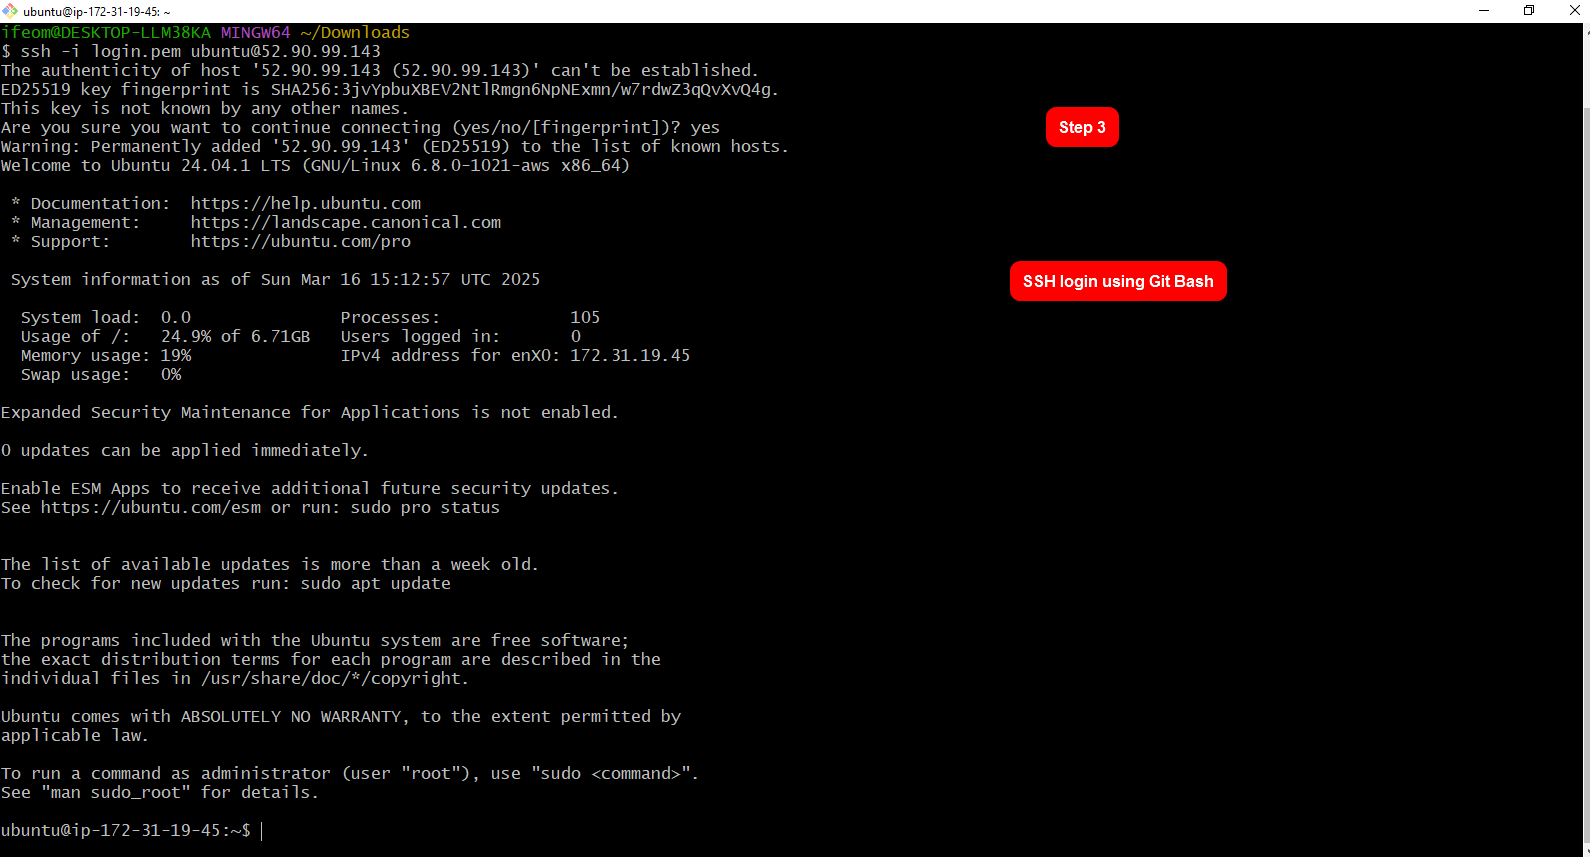 ubuntu@ip-172-31-19-45: ~
ifeom@DESKTOP-LLM38KA MINGW64 ~/Downloads
$ ssh -i login.pem ubuntu@52.90.99.143
The authenticity of host '52.90.99.143 (52.90.99.143)' can't be established.
ED25519 key fingerprint is SHA256:3jvYpbuXBEV2NtlRmgn6NpNExmn/w7rdwZ3qQvXvQ4g.
This key is not known by any other names.
Are you sure you want to continue connecting (yes/no/[fingerprint])? yes
Step 3
Warning: Permanently added '52.90.99.143' (ED25519) to the list of known hosts.
Welcome to Ubuntu 24.04.1 LTS (GNU/Linux 6.8.0-1021-aws x86_64)
* Documentation:  https://help.ubuntu.com
* Management:     https://landscape.canonical.com
* Support:        https://ubuntu.com/pro
System information as of Sun Mar 16 15:12:57 UTC 2025
SSH login using Git Bash
System load:  0.0               Processes:             105
Usage of /:   24.9% of 6.71GB   Users logged in:       0
Memory usage: 19%               IPv4 address for enX0: 172.31.19.45
Swap usage:   0%
Expanded Security Maintenance for Applications is not enabled.
0 updates can be applied immediately.
Enable ESM Apps to receive additional future security updates.
See https://ubuntu.com/esm or run: sudo pro status
The list of available updates is more than a week old.
To check for new updates run: sudo apt update
The programs included with the Ubuntu system are free software;
the exact distribution terms for each program are described in the
individual files in /usr/share/doc/*/copyright.
Ubuntu comes with ABSOLUTELY NO WARRANTY, to the extent permitted by
applicable law.
To run a command as administrator (user "root"), use "sudo <command>".
See "man sudo_root" for details.
ubuntu@ip-172-31-19-45:~$